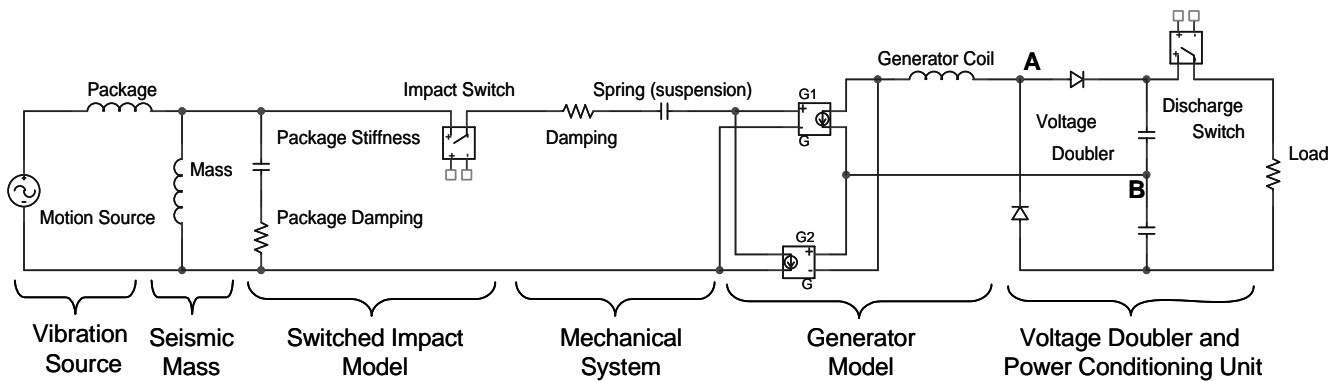 Package
Motion Source
Mass
Package Stiffness
Package Damping
Impact Switch
Damping
Spring (suspension)
G1
+
-
G
G2
+
-
G
Generator Coil
A
B
Voltage
Doubler
+ -
+ -
Discharge
Switch
Load
Vibration
Source
Seismic
Mass
Switched Impact
Model
Mechanical
System
Generator
Model
Voltage Doubler and
Power Conditioning Unit